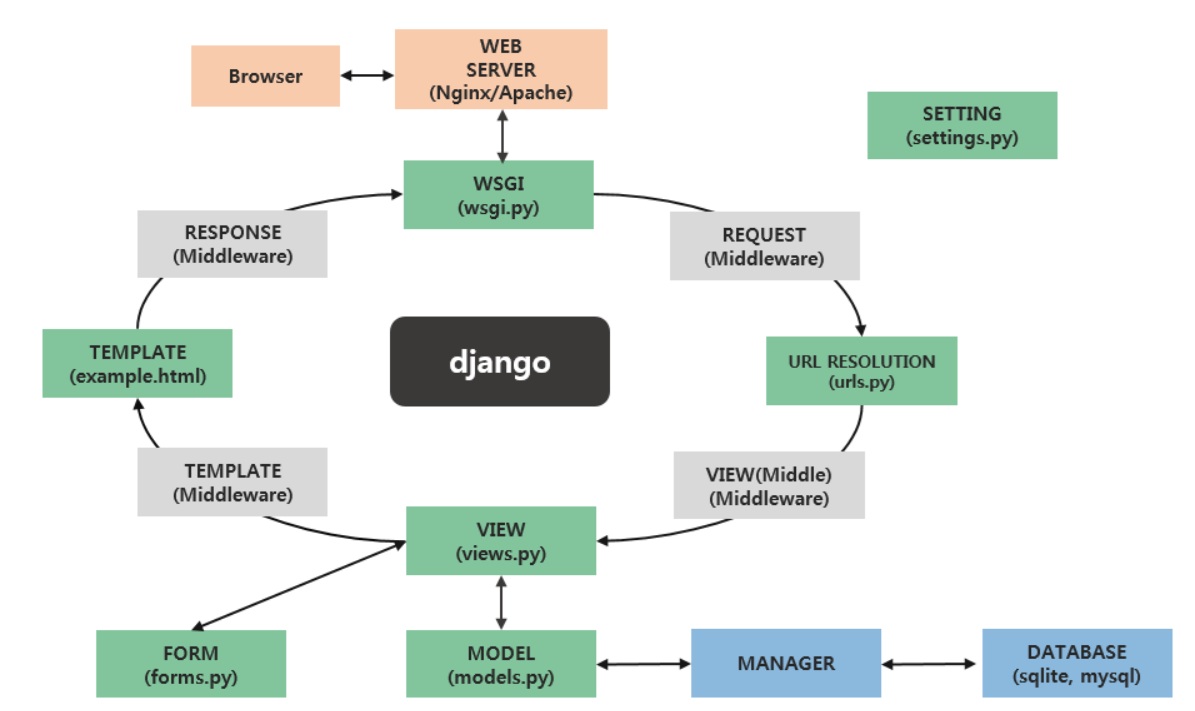 WEB
SERVER
(Nginx/Apache)
Browser
SETTING
(settings.py)
WSGI
(wsgi.py)
RESPONSE
(Middleware)
REQUEST
(Middleware)
TEMPLATE
(example.html)
django
URL RESOLUTION
(urls.py)
TEMPLATE
(Middleware)
VIEW(Middle)
(Middleware)
VIEW
(views.py)
FORM
(forms.py)
MODEL
(models.py)
MANAGER
DATABASE
(sqlite, mysql)